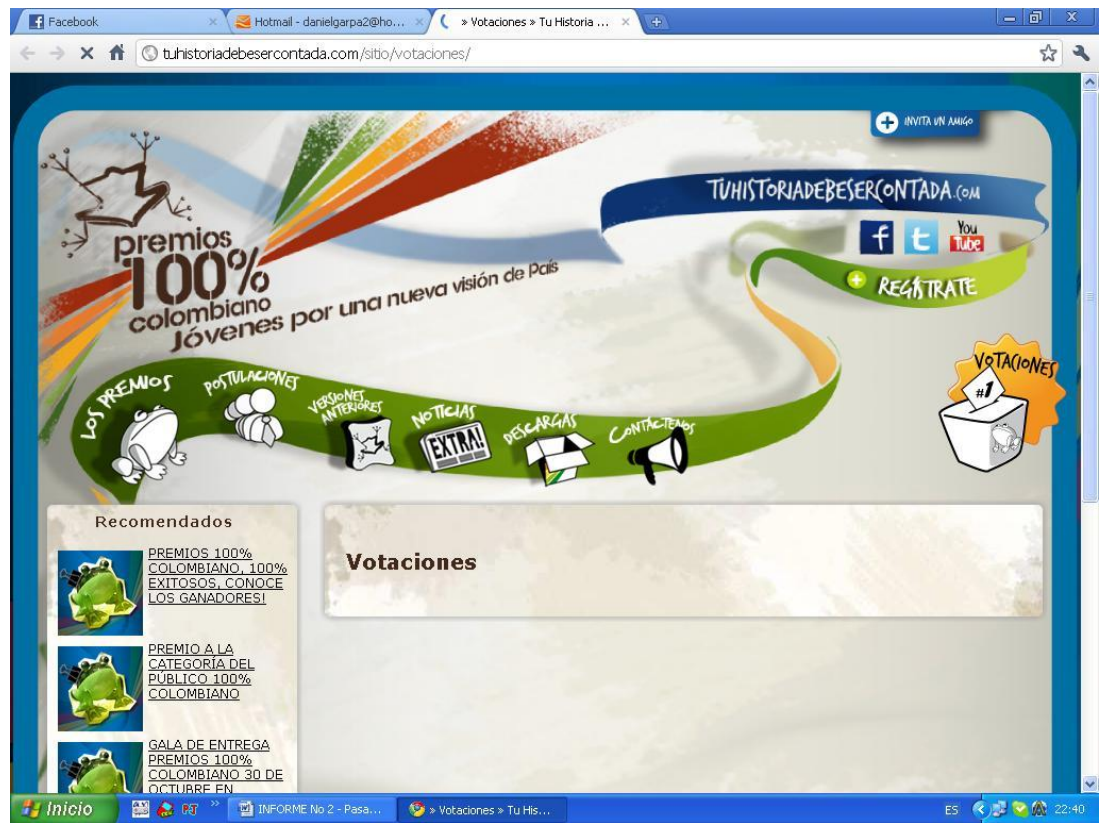 Facebook
Hotmail - danielgarpa2@ho...
» Votaciones » Tu Historia ...
tuhistoriadebesercontada.com/sitio/votaciones/
INVITA UN AMIGO
TUHISTORIADEBESERCONTADA.COM
f
t
You
Tube
REGÍSTRATE
premios
100%
colombiano
Jóvenes por una nueva visión de País
VOTACIONES
#1
LOS PREMIOS
POSTULACIONES
VERSIONES
ANTERIORES
NOTICIAS
EXTRA!
DESCARGAS
CONTÁCTENOS
Recomendados
PREMIOS 100%
COLOMBIANO, 100%
EXITOSOS, CONOCE
LOS GANADORES!
PREMIO A LA
CATEGORÍA DEL
PÚBLICO 100%
COLOMBIANO
GALA DE ENTREGA
PREMIOS 100%
COLOMBIANO 30 DE
OCTUBRE EN
Votaciones
Inicio
INFORME No 2 - Pasa...
» Votaciones » Tu His...
ES
22:40